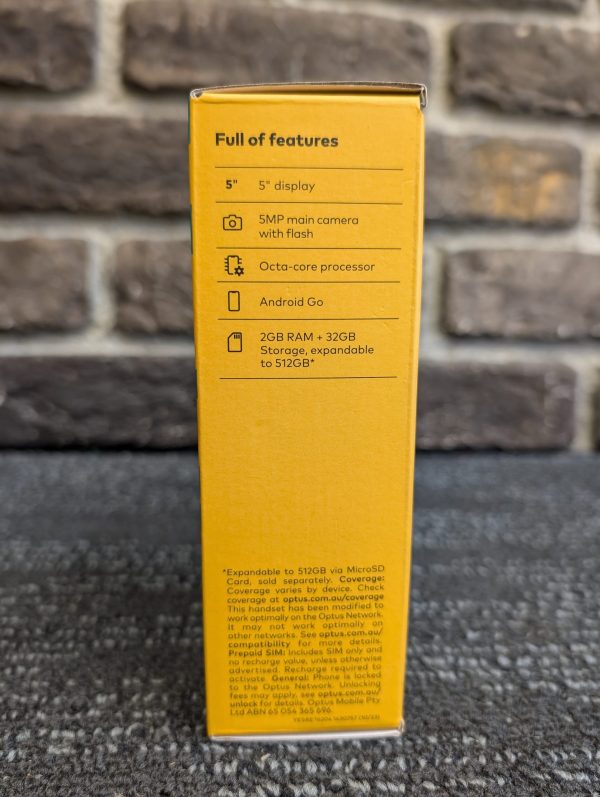 Full of features
5" 5" display
5MP main camera
with flash
Octa-core processor
Android Go
2GB RAM + 32GB
Storage, expandable
to 512GB*
*Expandable to 512GB via MicroSD
Card, sold separately. Coverage:
Coverage varies by device. Check
coverage at optus.com.au/coverage
This handset has been modified to
work optimally on the Optus Network.
It may not work optimally on
other networks. See optus.com.au/
compatibility for more details.
Prepaid SIM: Includes SIM only and
no recharge value, unless otherwise
advertised. Recharge required to
activate General: Phone is locked
to the Optus Network. Unlocking
fees may apply, see optus.com.au/
unlock for details. Optus Mobile Pty
Ltd ABN 65 054 365 696